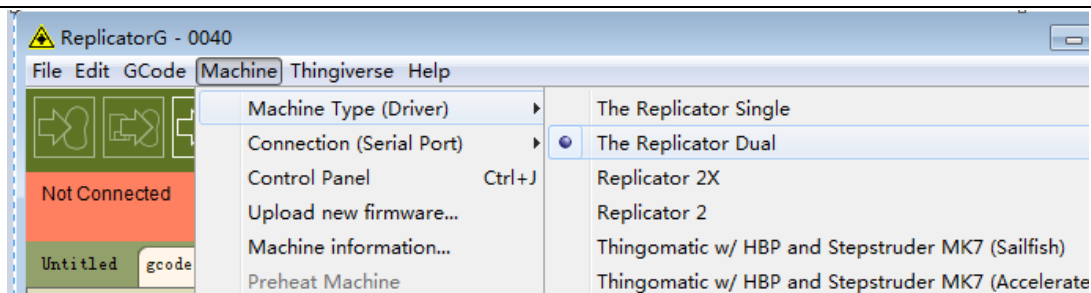 ReplicatorG - 0040
File Edit GCode Machine Thingiverse Help
Machine Type (Driver)
Connection (Serial Port)
Control Panel Ctrl+J
Upload new firmware...
Machine information...
Preheat Machine
The Replicator Single
The Replicator Dual
Replicator 2X
Replicator 2
Thingomatic w/ HBP and Stepstruder MK7 (Sailfish)
Thingomatic w/ HBP and Stepstruder MK7 (Accelerate
Not Connected
Untitled gcode